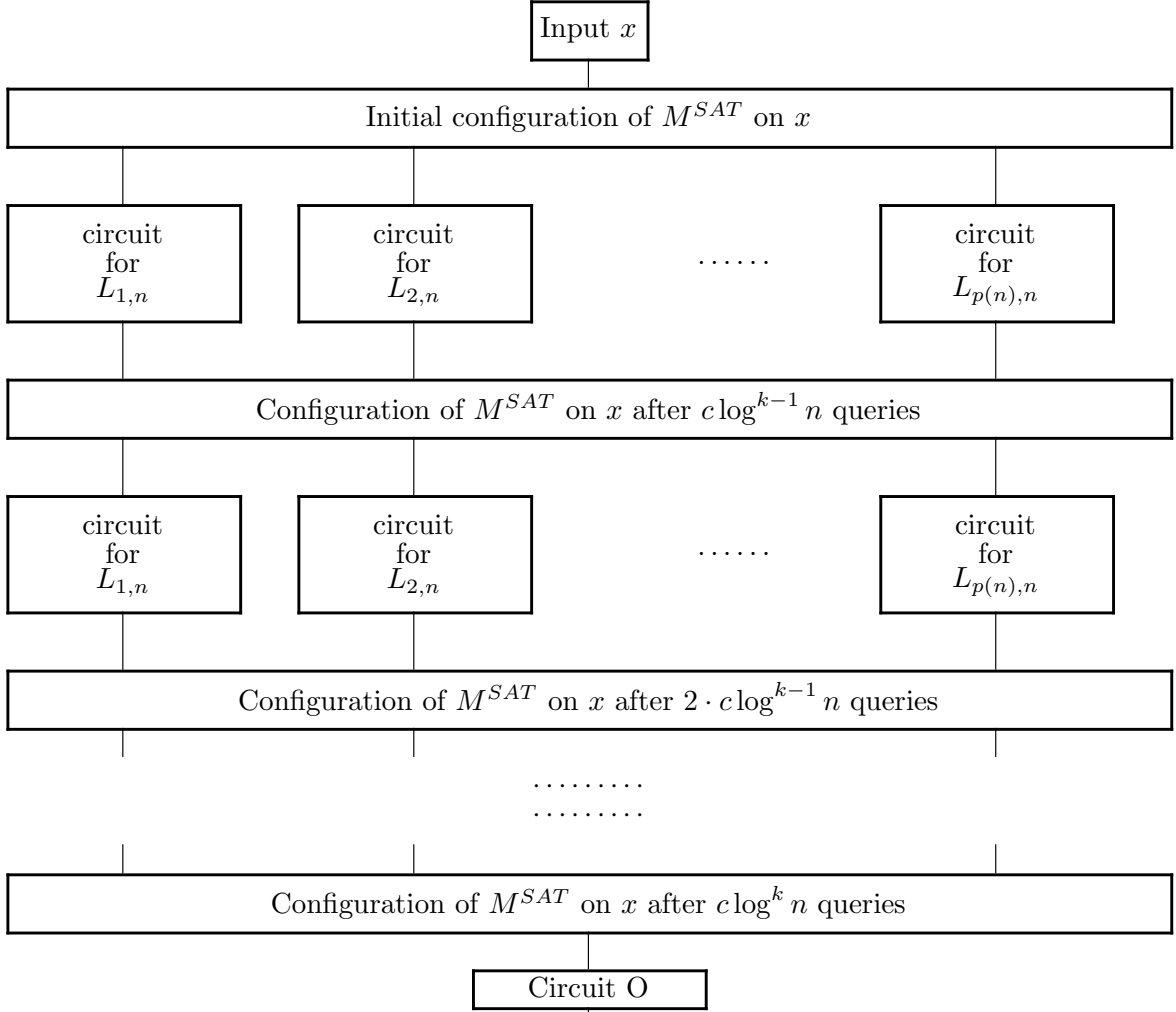 Input x
Initial configuration of M^{SAT} on x
circuit
for
L_{1,n}
circuit
for
L_{2,n}
......
circuit
for
L_{p(n),n}
Configuration of M^{SAT} on x after c log^{k−1} n queries
circuit
for
L_{1,n}
circuit
for
L_{2,n}
......
circuit
for
L_{p(n),n}
Configuration of M^{SAT} on x after 2 · c log^{k−1} n queries
.........
.........
Configuration of M^{SAT} on x after c log^k n queries
Circuit O